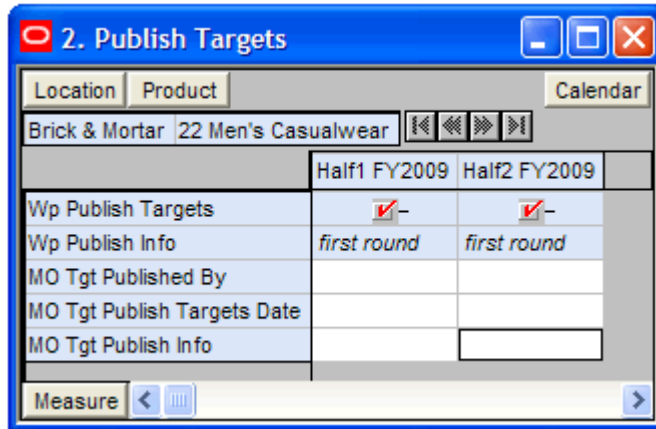 2. Publish Targets
Location Product Calendar
Brick & Mortar 22 Men's Casualwear
Half1 FY2009 Half2 FY2009
Wp Publish Targets
Wp Publish Info first round first round
MO Tgt Published By
MO Tgt Publish Targets Date
MO Tgt Publish Info
Measure